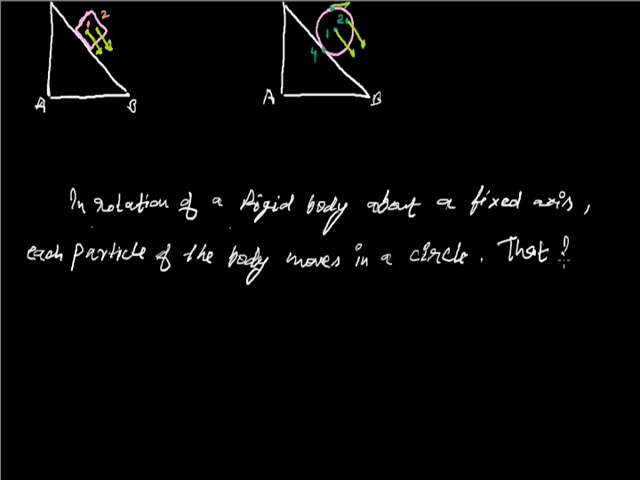 2
1
2
1
4
A
B
A
B
In rotation of a Rigid body about a fixed axis,
each particle of the body moves in a circle. That